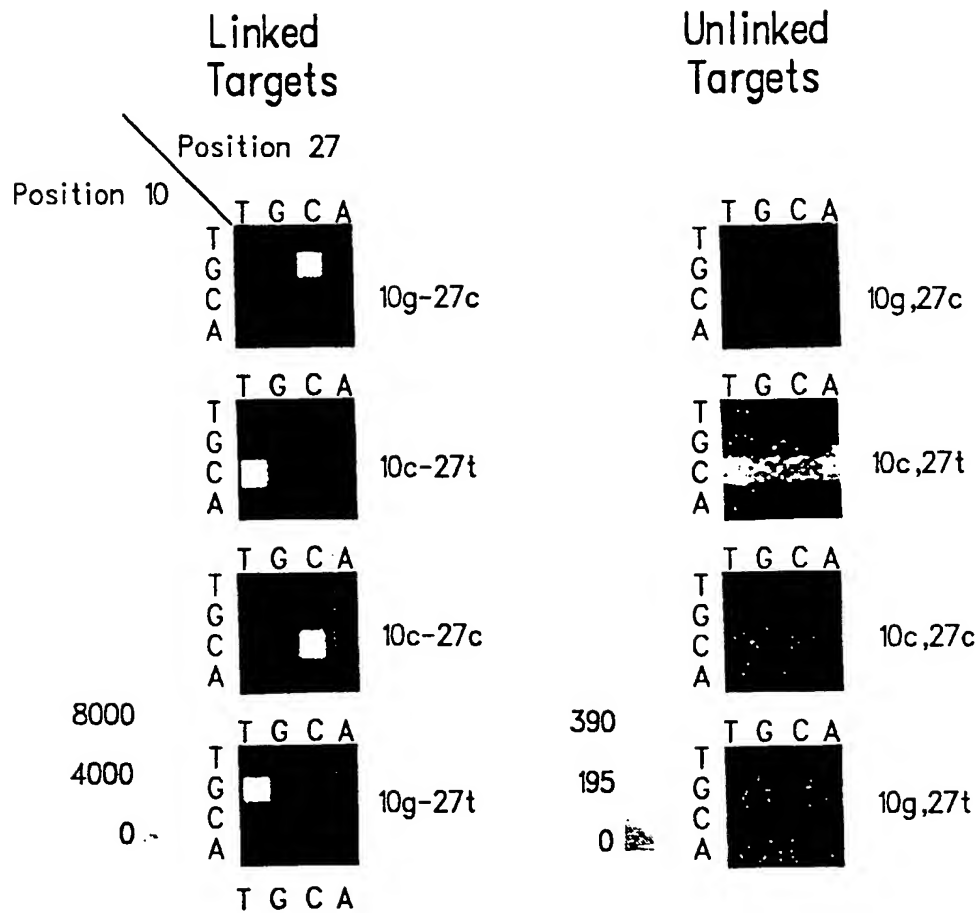 Linked
Targets
Unlinked
Targets
Position 27
Position 10
T G C A
T
G
C
A
10g-27c
T G C A
T
G
C
A
10g,27c
T G C A
T
G
C
A
10c-27t
T G C A
T
G
C
A
10c,27t
T G C A
T
G
C
A
10c-27c
T G C A
T
G
C
A
10c,27c
8000
4000
0
T G C A
T
G
C
A
10g-27t
T G C A
390
195
0
T G C A
T
G
C
A
10g,27t